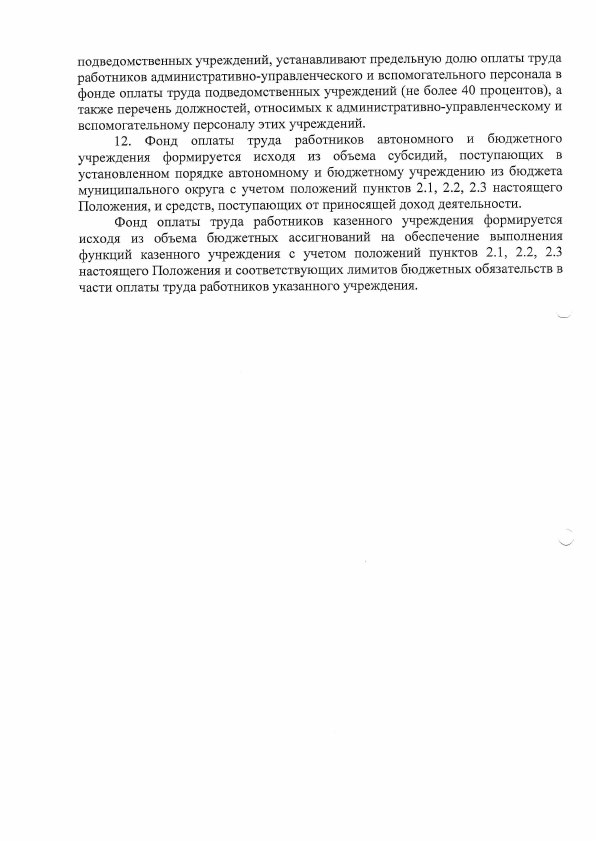 подведомственных учреждений, устанавливают предельную долю оплаты труда
работников административно-управленческого и вспомогательного персонала в
фонде оплаты труда подведомственных учреждений (не более 40 процентов), а
также перечень должностей, относимых к административно-управленческому и
вспомогательному персоналу этих учреждений.
12. Фонд оплаты труда работников автономного и бюджетного
учреждения формируется исходя из объема субсидий, поступающих в
установленном порядке автономному и бюджетному учреждению из бюджета
муниципального округа с учетом положений пунктов 2.1, 2.2, 2.3 настоящего
Положения, и средств, поступающих от приносящей доход деятельности.
Фонд оплаты труда работников казенного учреждения формируется
исходя из объема бюджетных ассигнований на обеспечение выполнения
функций казенного учреждения с учетом положений пунктов 2.1, 2.2, 2.3
настоящего Положения и соответствующих лимитов бюджетных обязательств в
части оплаты труда работников указанного учреждения.